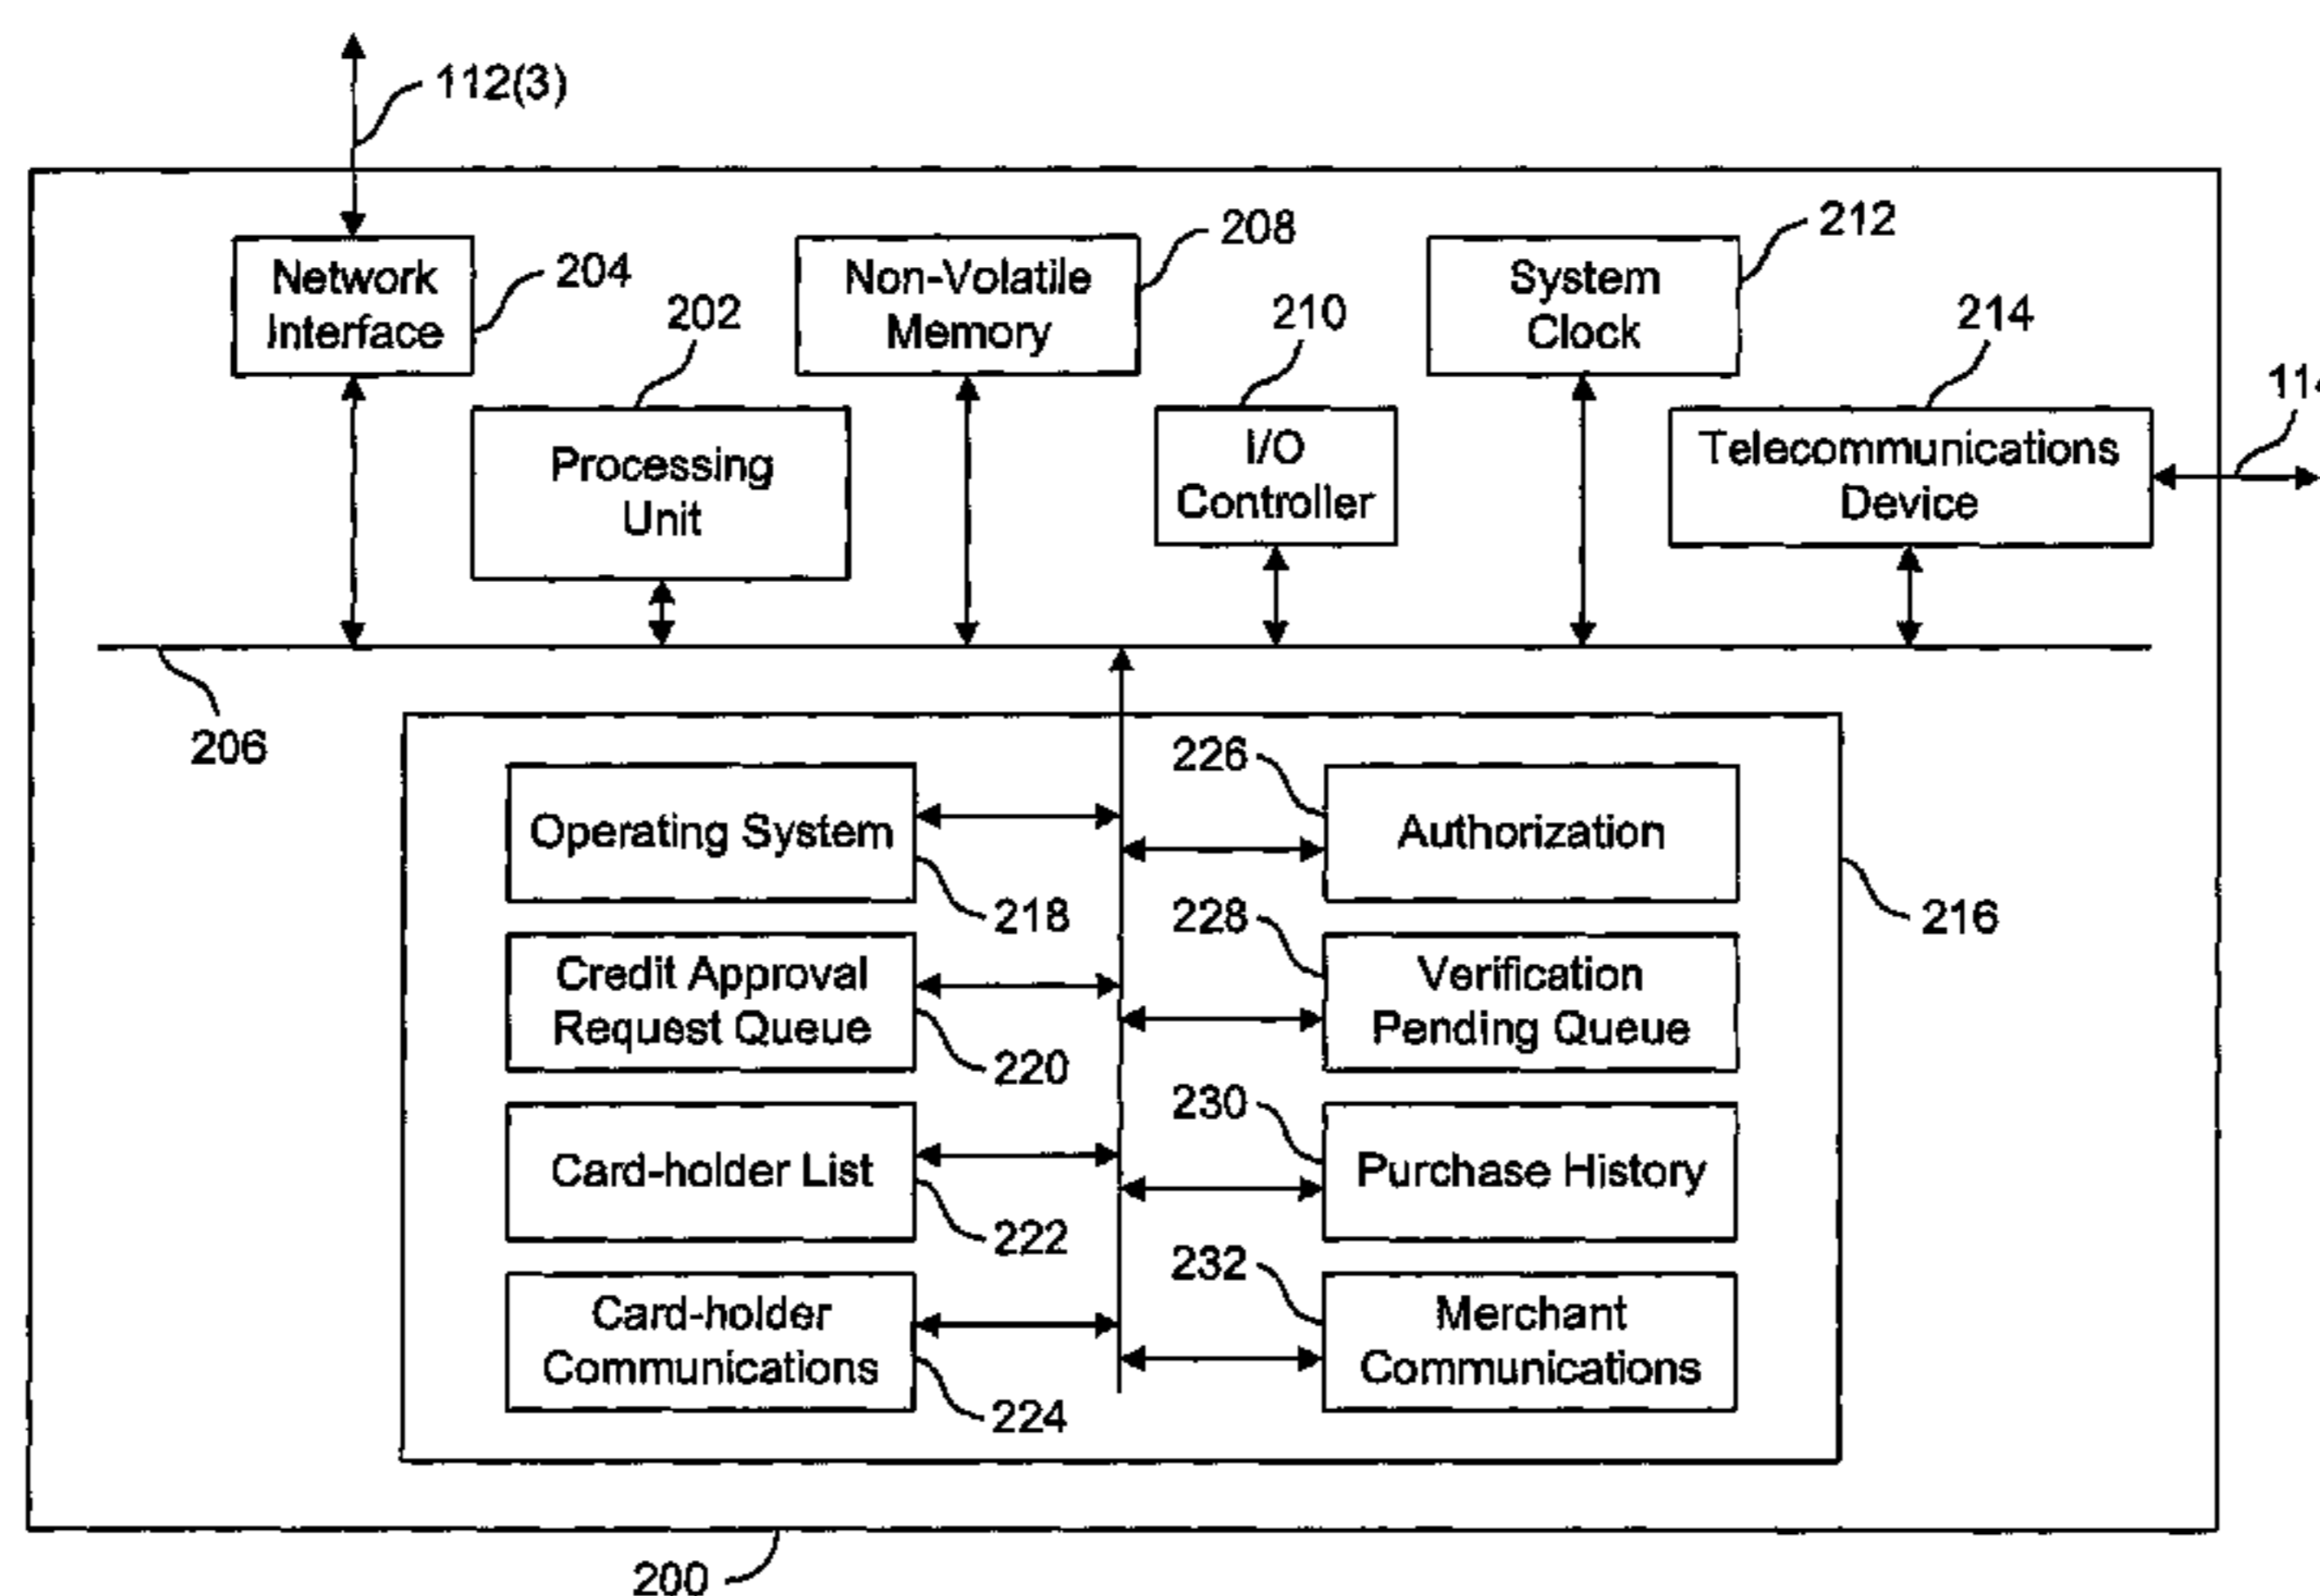 112(3)
Network
Interface
204
Non-Volatile
Memory
208
System
Clock
212
202
210
214
Processing
Unit
I/O
Controller
Telecommunications
Device
206
Operating System
218
226
Authorization
216
Credit Approval
Request Queue
220
228
Verification
Pending Queue
Card-holder List
222
230
Purchase History
Card-holder
Communications
224
232
Merchant
Communications
200